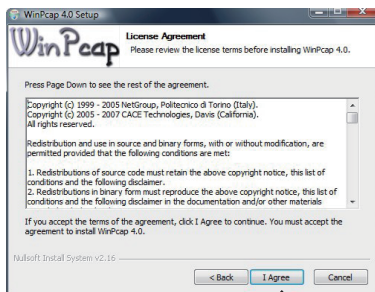 WinPcap 4.0 Setup
WinPcap
License Agreement
Please review the license terms before installing WinPcap 4.0.
Press Page Down to see the rest of the agreement.
Copyright (c) 1999 - 2005 NetGroup, Politecnico di Torino (Italy).
Copyright (c) 2005 - 2007 CACE Technologies, Davis (California).
All rights reserved.
Redistribution and use in source and binary forms, with or without modification, are
permitted provided that the following conditions are met:
1. Redistributions of source code must retain the above copyright notice, this list of
conditions and the following disclaimer.
2. Redistributions in binary form must reproduce the above copyright notice, this list of
conditions and the following disclaimer in the documentation and/or other materials
If you accept the terms of the agreement, click I Agree to continue. You must accept the
agreement to install WinPcap 4.0.
Nullsoft Install System v2.16
< Back
I Agree
Cancel